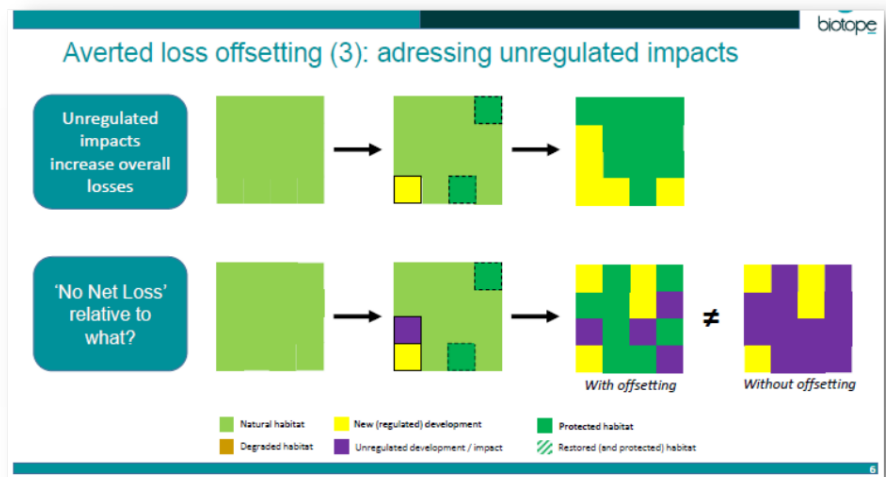 biotope
Averted loss offsetting (3): adressing unregulated impacts
Unregulated
impacts
increase overall
losses
'No Net Loss'
relative to
what?
≠
With offsetting
Without offsetting
Natural habitat
New (regulated) development
Protected habitat
Degraded habitat
Unregulated development / impact
Restored (and protected) habitat
6